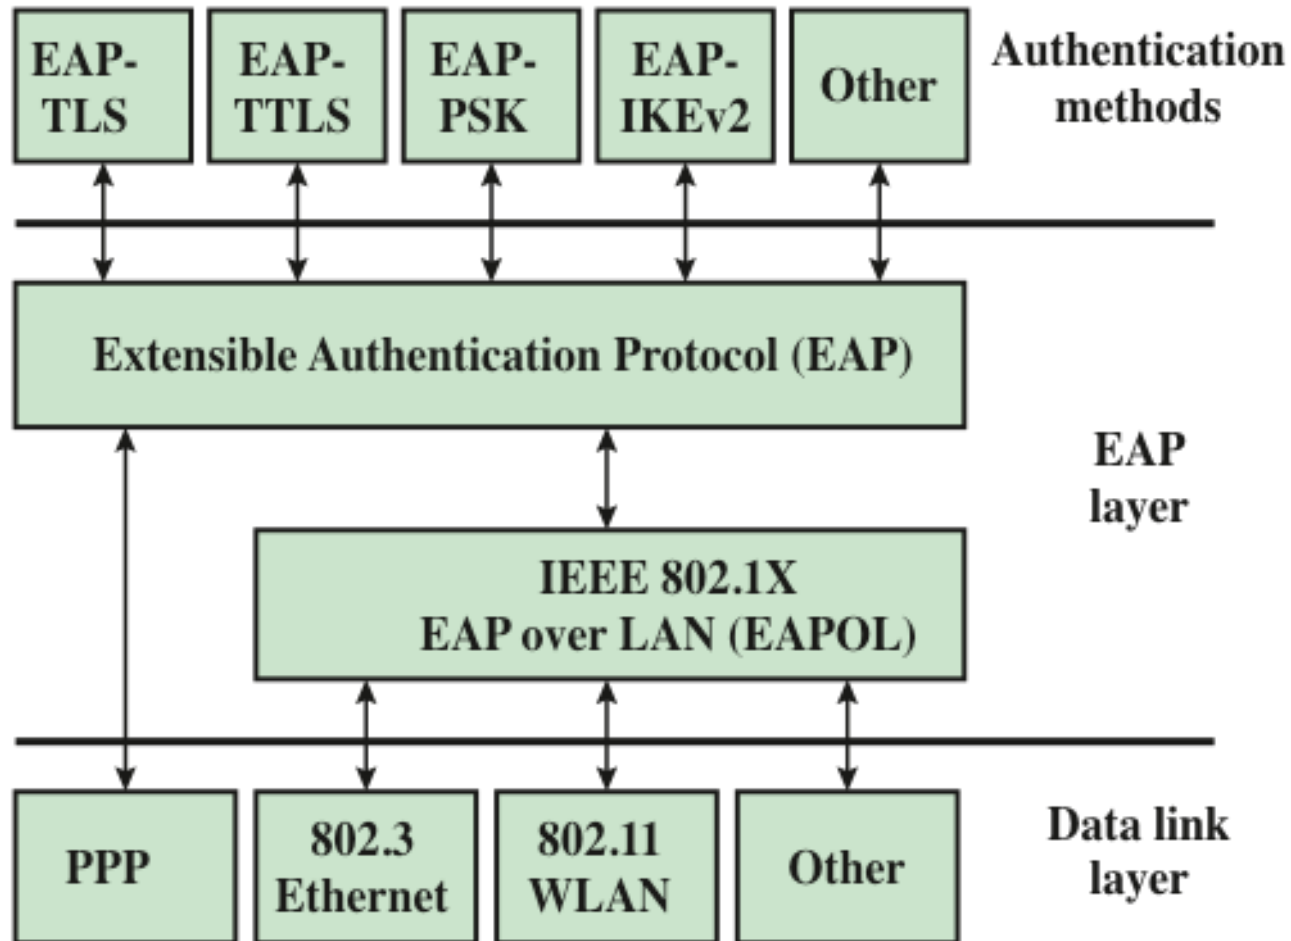 EAP-
TLS
EAP-
TTLS
EAP-
PSK
EAP-
IKEv2
Other
Authentication
methods
Extensible Authentication Protocol (EAP)
EAP
layer
IEEE 802.1X
EAP over LAN (EAPOL)
PPP
802.3
Ethernet
802.11
WLAN
Other
Data link
layer